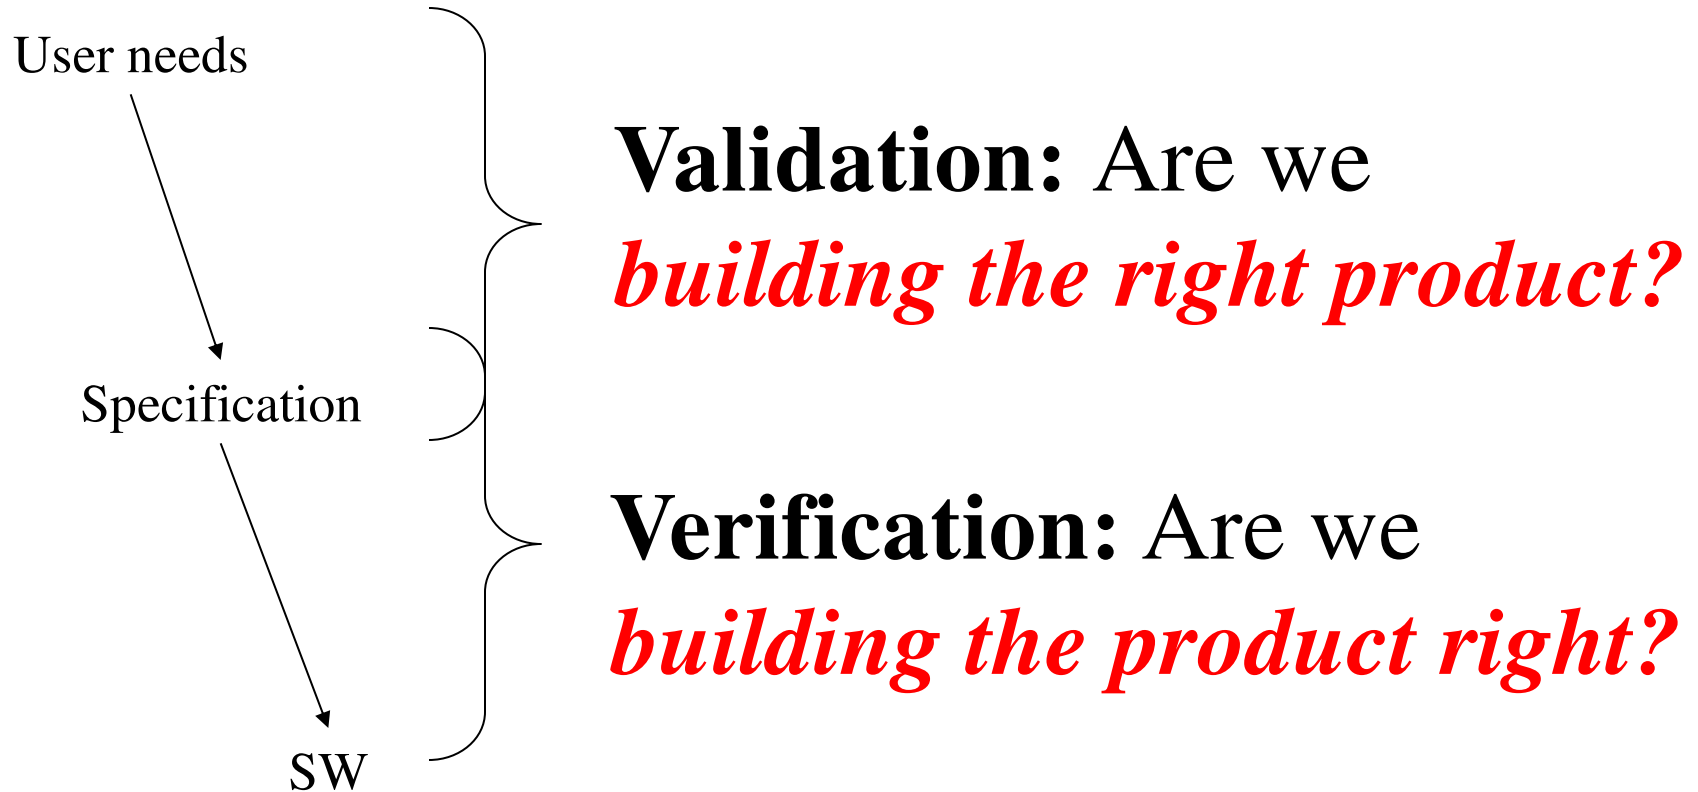 User needs
Validation: Are we
building the right product?
Specification
Verification: Are we
building the product right?
SW